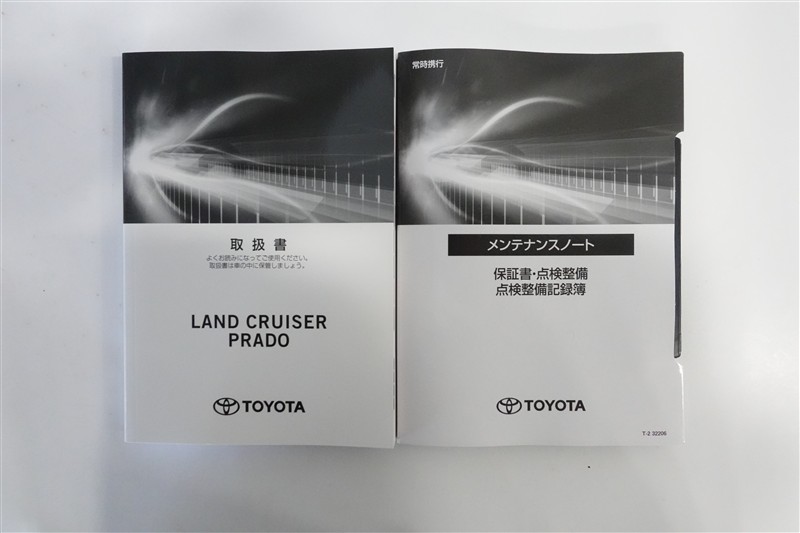 取扱書
よくお読みになってご使用ください。
取扱書は車の中に保管しましょう。
LAND CRUISER
PRADO
TOYOTA
常時携行
メンテナンスノート
保証書・点検整備
点検整備記録簿
TOYOTA
T-2 32206